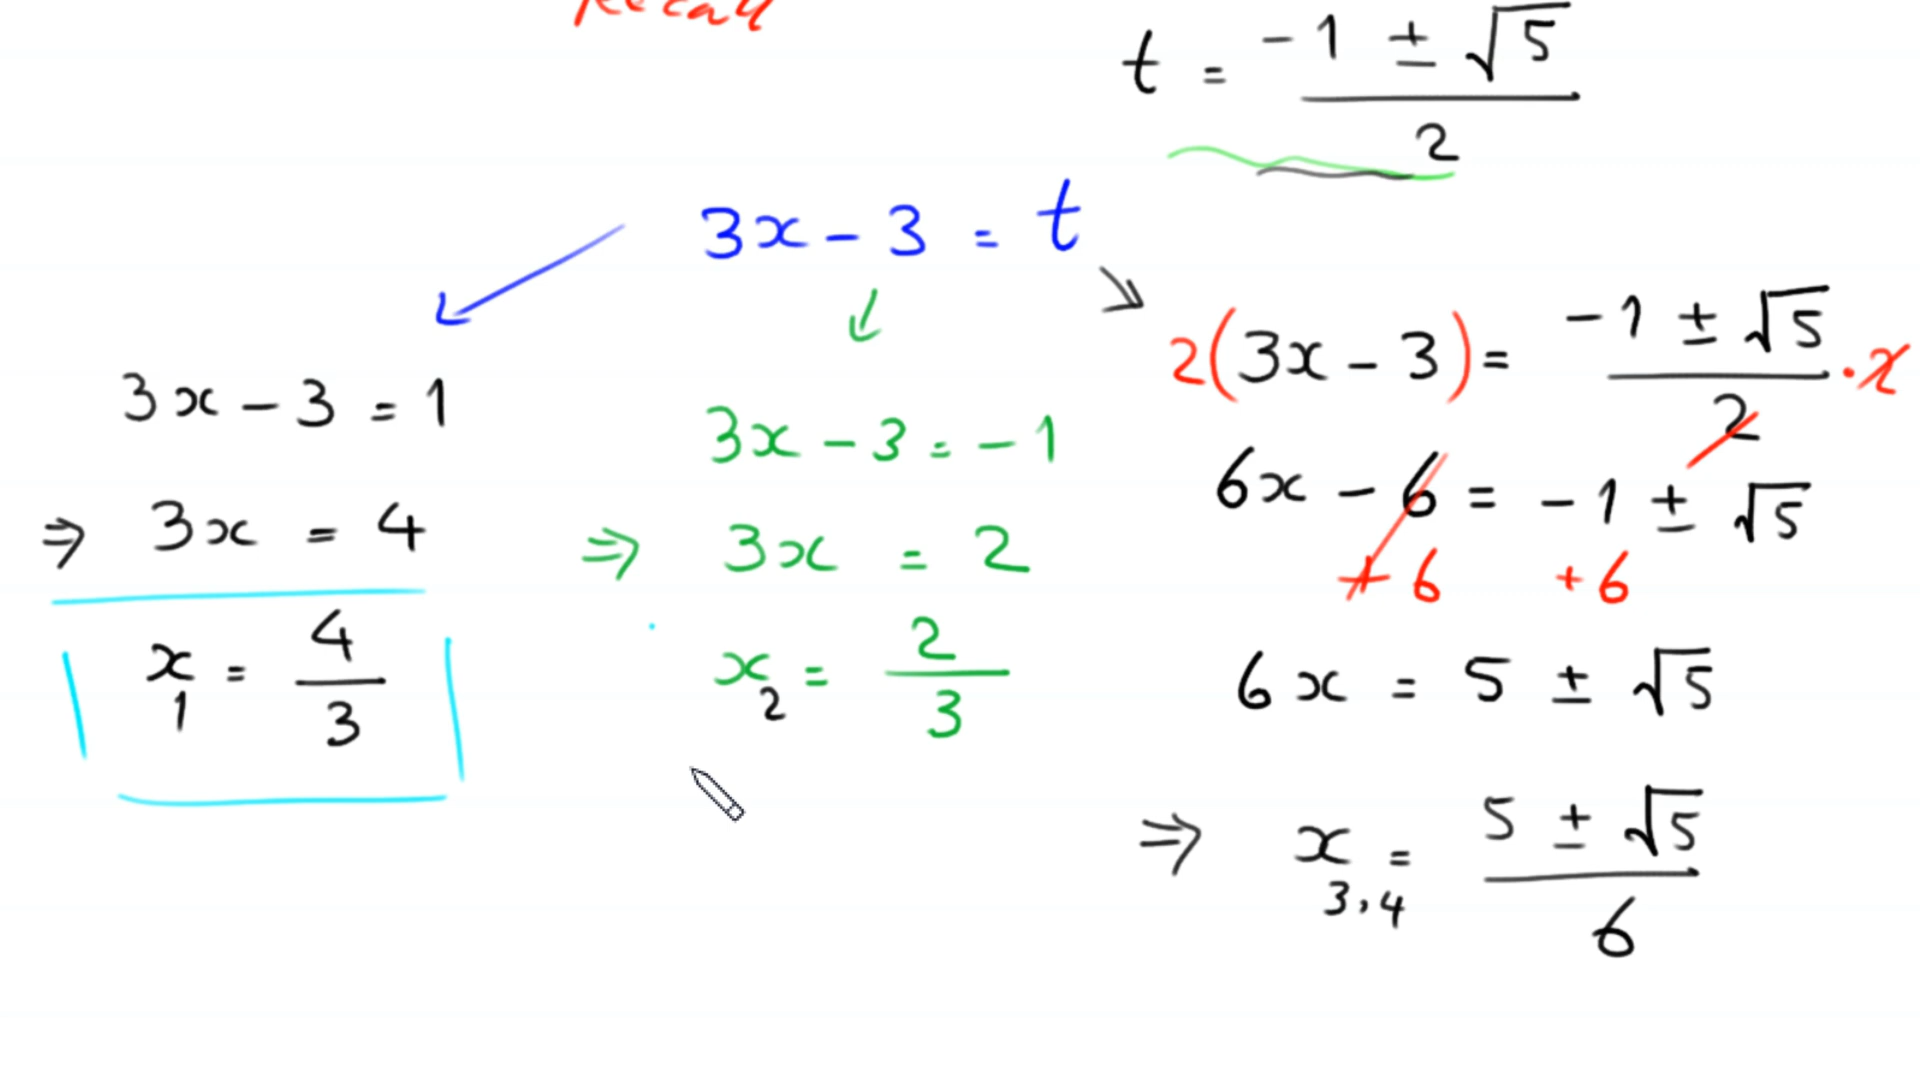 Recall
t = (-1 ± √5)/2
3x - 3 = t
3x - 3 = 1
⇒ 3x = 4
x₁ = 4/3
3x - 3 = -1
⇒ 3x = 2
x₂ = 2/3
2(3x - 3) = (-1 ± √5)/2 · 2
6x - 6 = -1 ± √5
+ 6 + 6
6x = 5 ± √5
⇒ x₃,₄ = (5 ± √5)/6